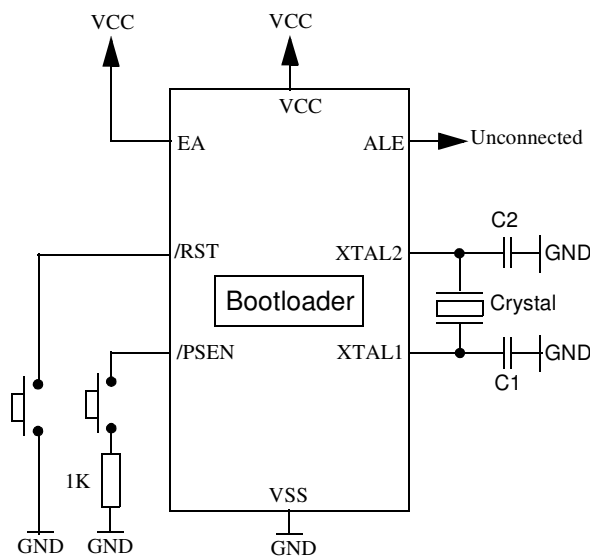 VCC
VCC
VCC
EA
ALE
Unconnected
C2
/RST
XTAL2
GND
Bootloader
Crystal
/PSEN
XTAL1
GND
C1
1K
VSS
GND
GND
GND